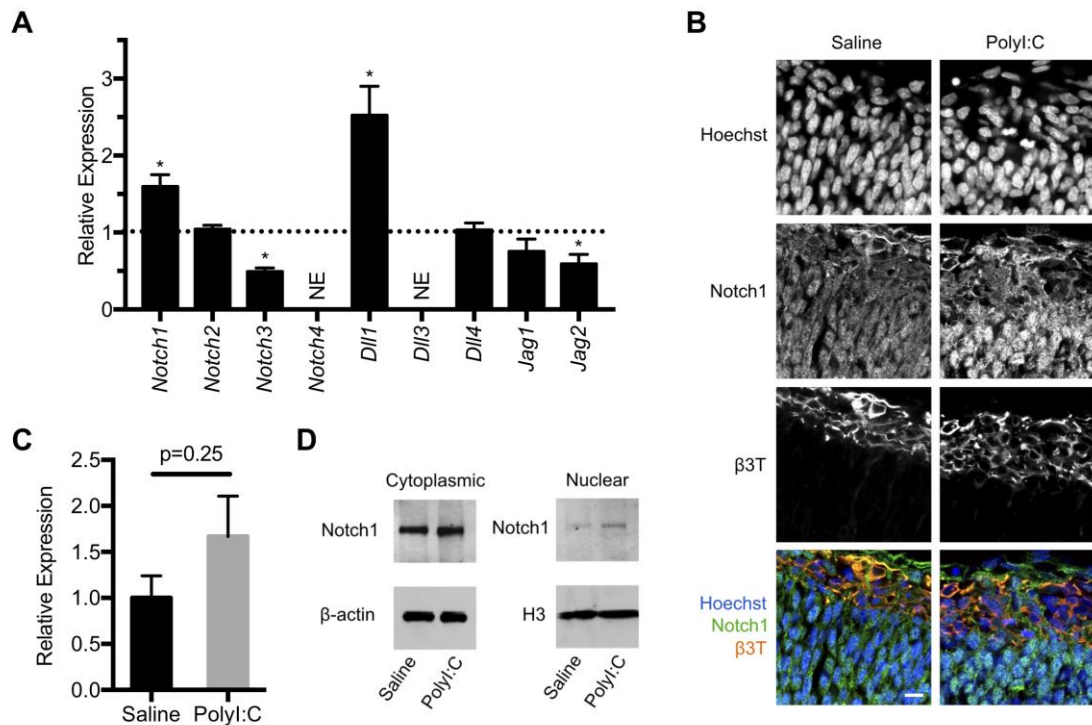 A
Relative Expression
3
2
1
0
*
*
NE
*
NE
*
Notch1
Notch2
Notch3
Notch4
Dll1
Dll3
Dll4
Jag1
Jag2
B
Saline
PolyI:C
Hoechst
Notch1
β3T
Hoechst
Notch1
β3T
C
p=0.25
Relative Expression
2.5
2.0
1.5
1.0
0.5
0.0
Saline
PolyI:C
D
Cytoplasmic
Nuclear
Notch1
Notch1
β-actin
H3
Saline
PolyI:C
Saline
PolyI:C